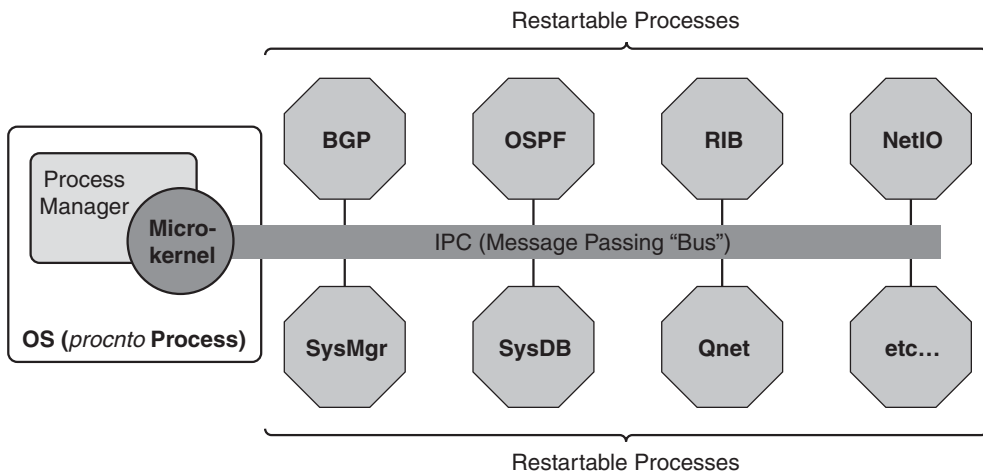 Restartable Processes
BGP
OSPF
RIB
NetIO
Process
Manager
Micro-
kernel
IPC (Message Passing “Bus”)
OS (procnto Process)
SysMgr
SysDB
Qnet
etc...
Restartable Processes